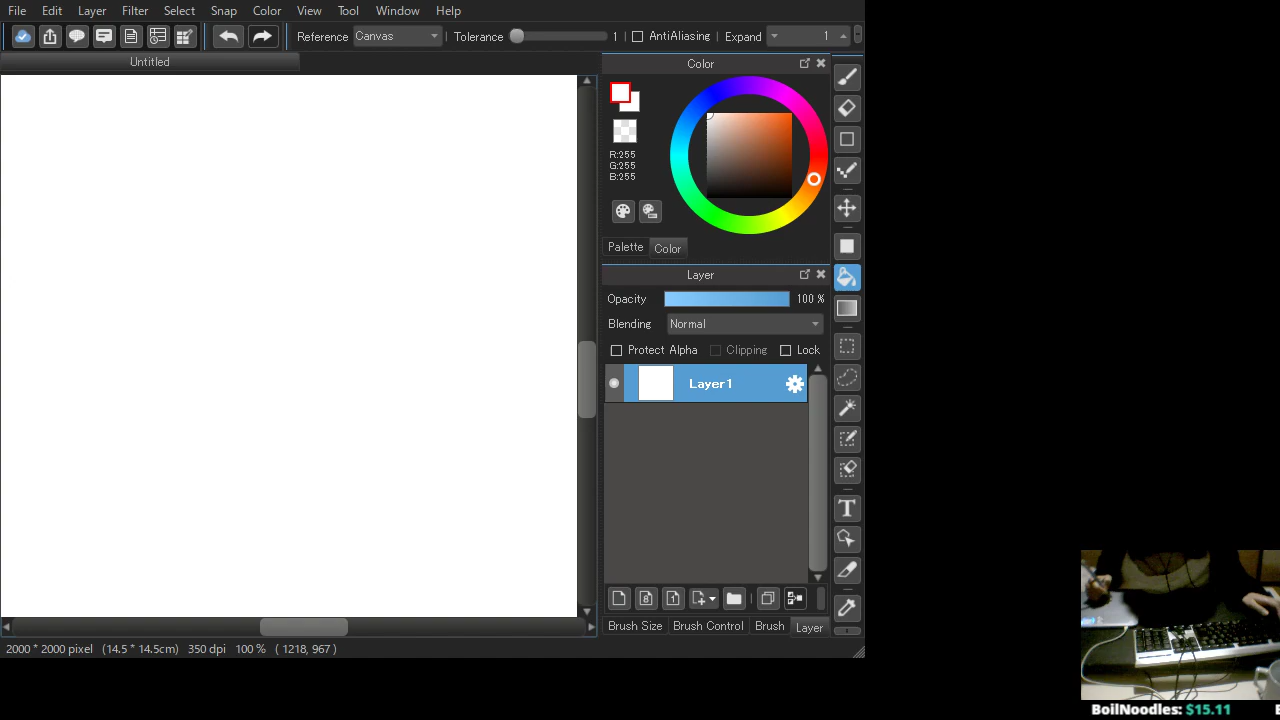 File Edit Layer Filter Select Snap Color View Tool Window Help
Reference Canvas Tolerance 1 AntiAliasing Expand 1
Untitled
Color
R:255
G:255
B:255
Palette Color
Layer
Opacity 100 %
Blending Normal
Protect Alpha Clipping Lock
Layer1
8 1
Brush Size Brush Control Brush Layer
T
2000 * 2000 pixel (14.5 * 14.5cm) 350 dpi 100 % ( 1218, 967 )
BoilNoodles: $15.11